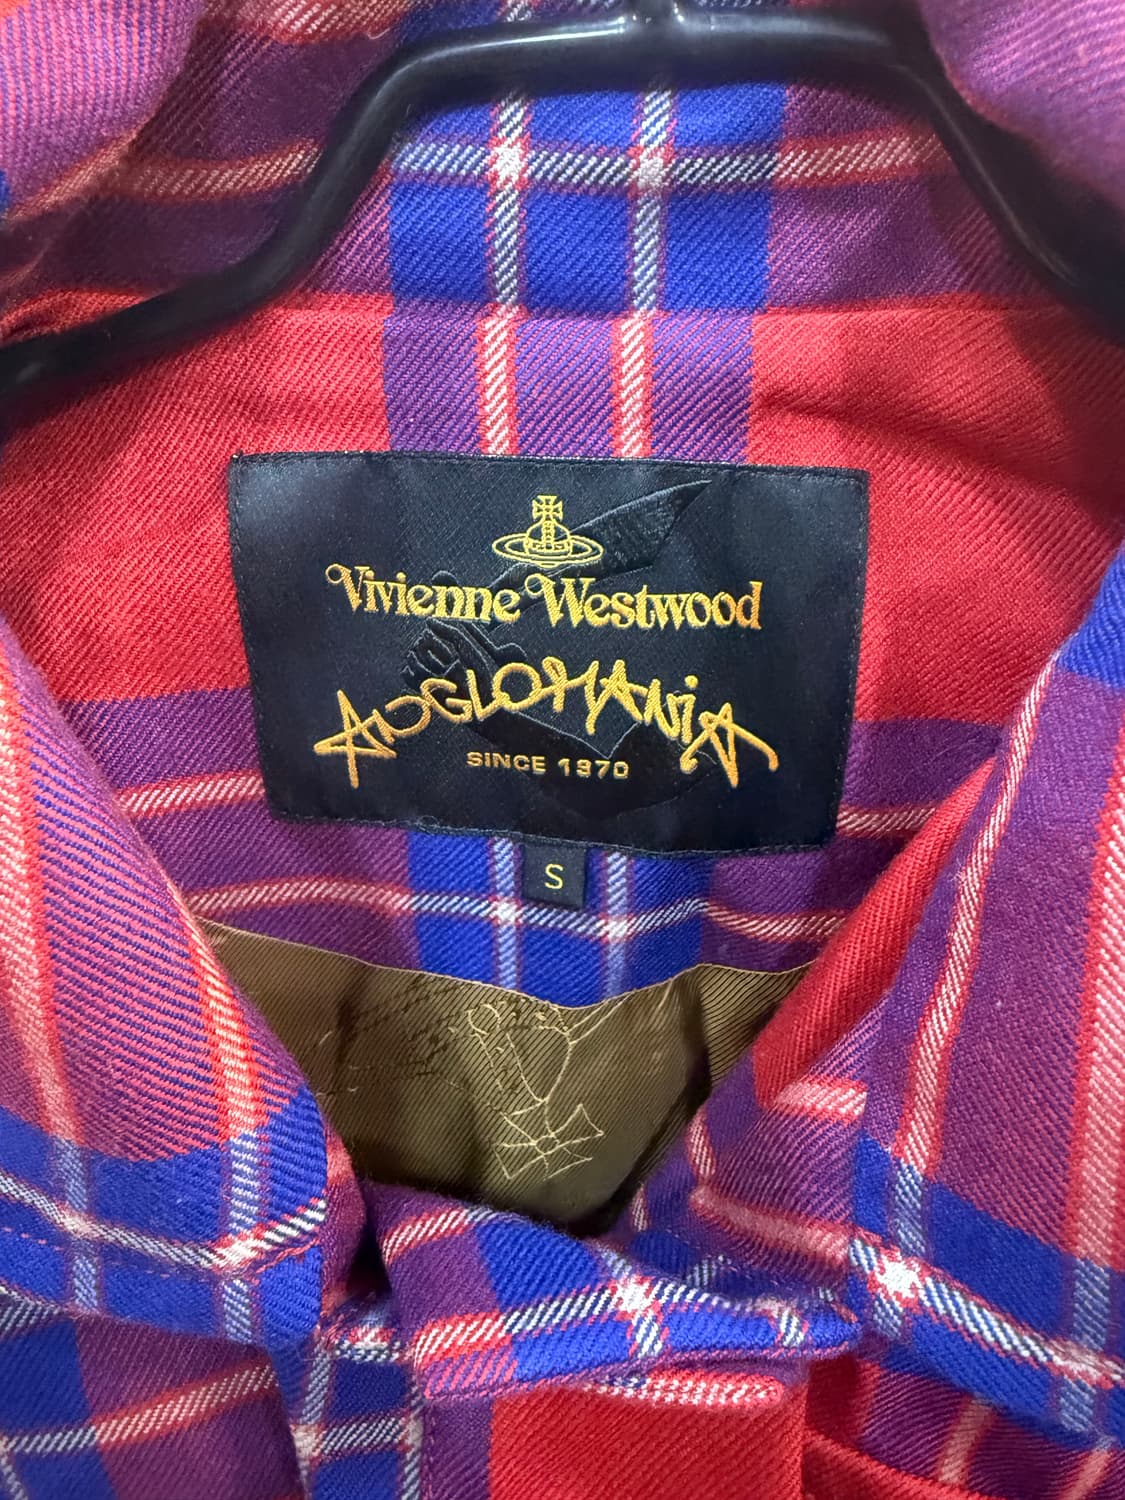 Vivienne Westwood
ANGLOMANiA
SiNCE 1970
S